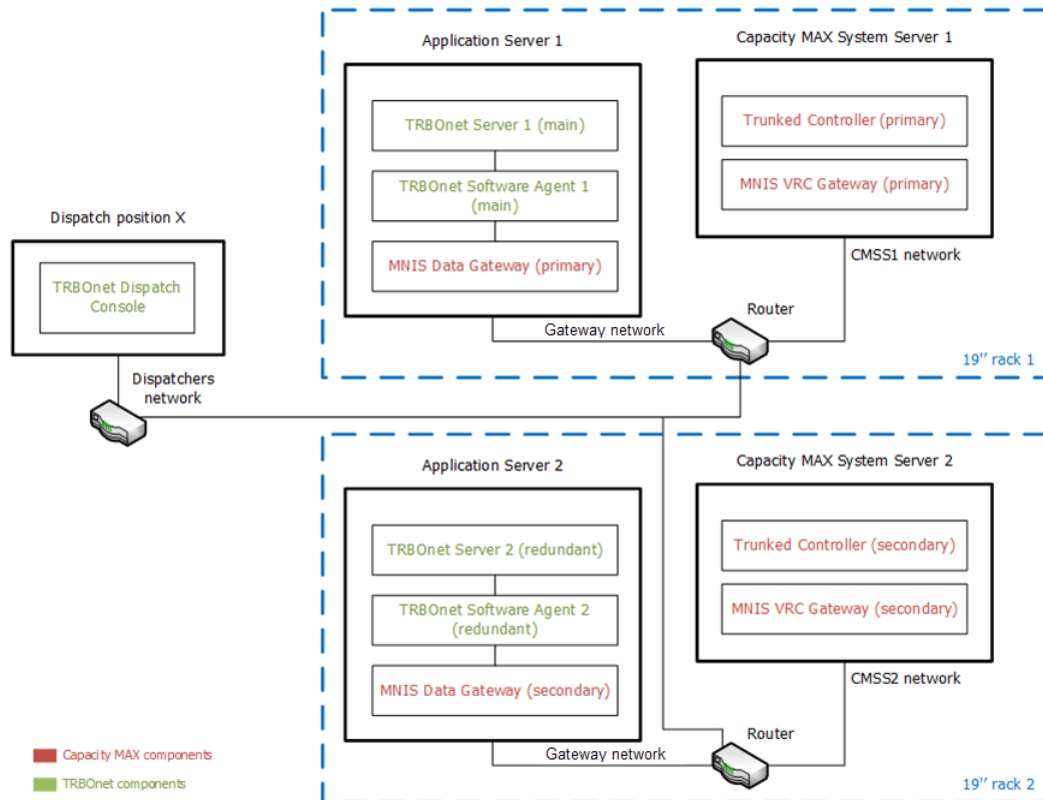 Application Server 1
Capacity MAX System Server 1
TRBOnet Server 1 (main)
TRBOnet Software Agent 1
(main)
MNIS Data Gateway (primary)
Trunked Controller (primary)
MNIS VRC Gateway (primary)
Dispatch position X
TRBOnet Dispatch
Console
CMSS1 network
Gateway network
Router
19’’ rack 1
Dispatchers
network
Application Server 2
Capacity MAX System Server 2
TRBOnet Server 2 (redundant)
TRBOnet Software Agent 2
(redundant)
MNIS Data Gateway (secondary)
Trunked Controller (secondary)
MNIS VRC Gateway (secondary)
CMSS2 network
Gateway network
Router
19’’ rack 2
Capacity MAX components
TRBOnet components